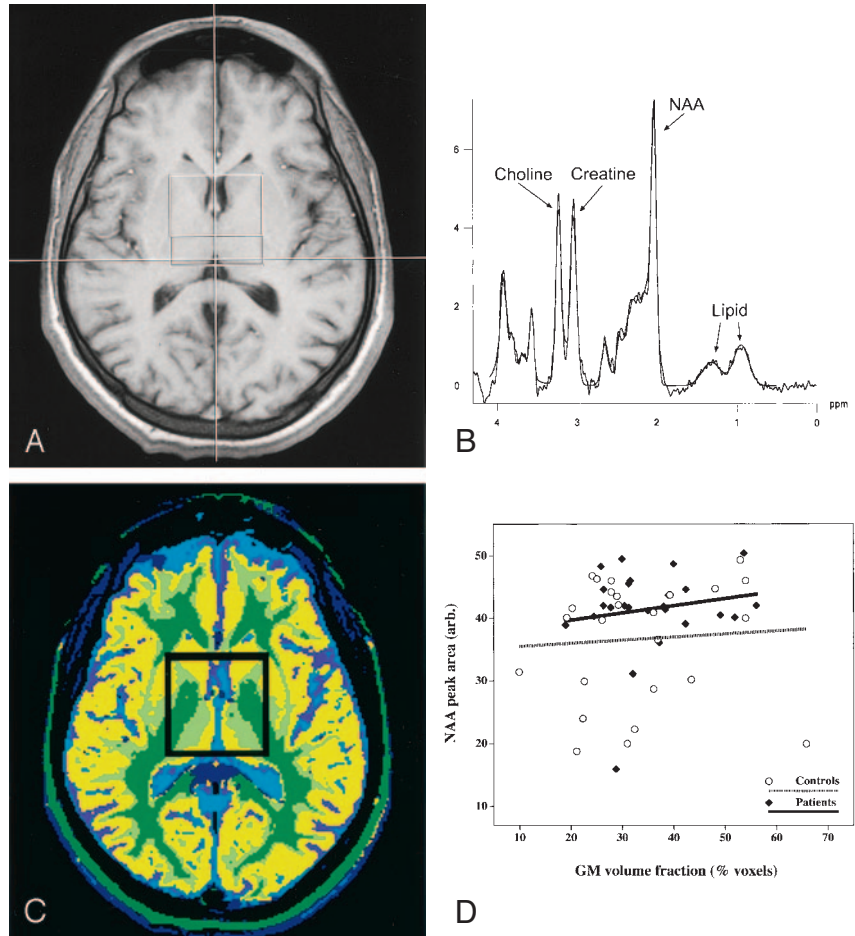 A
NAA
Choline Creatine
Lipid
6
4
2
0
4 3 2 1 0
ppm
B
C
NAA peak area (arb.)
50
40
30
20
10
Controls
Patients
10 20 30 40 50 60 70
GM volume fraction (% voxels)
D